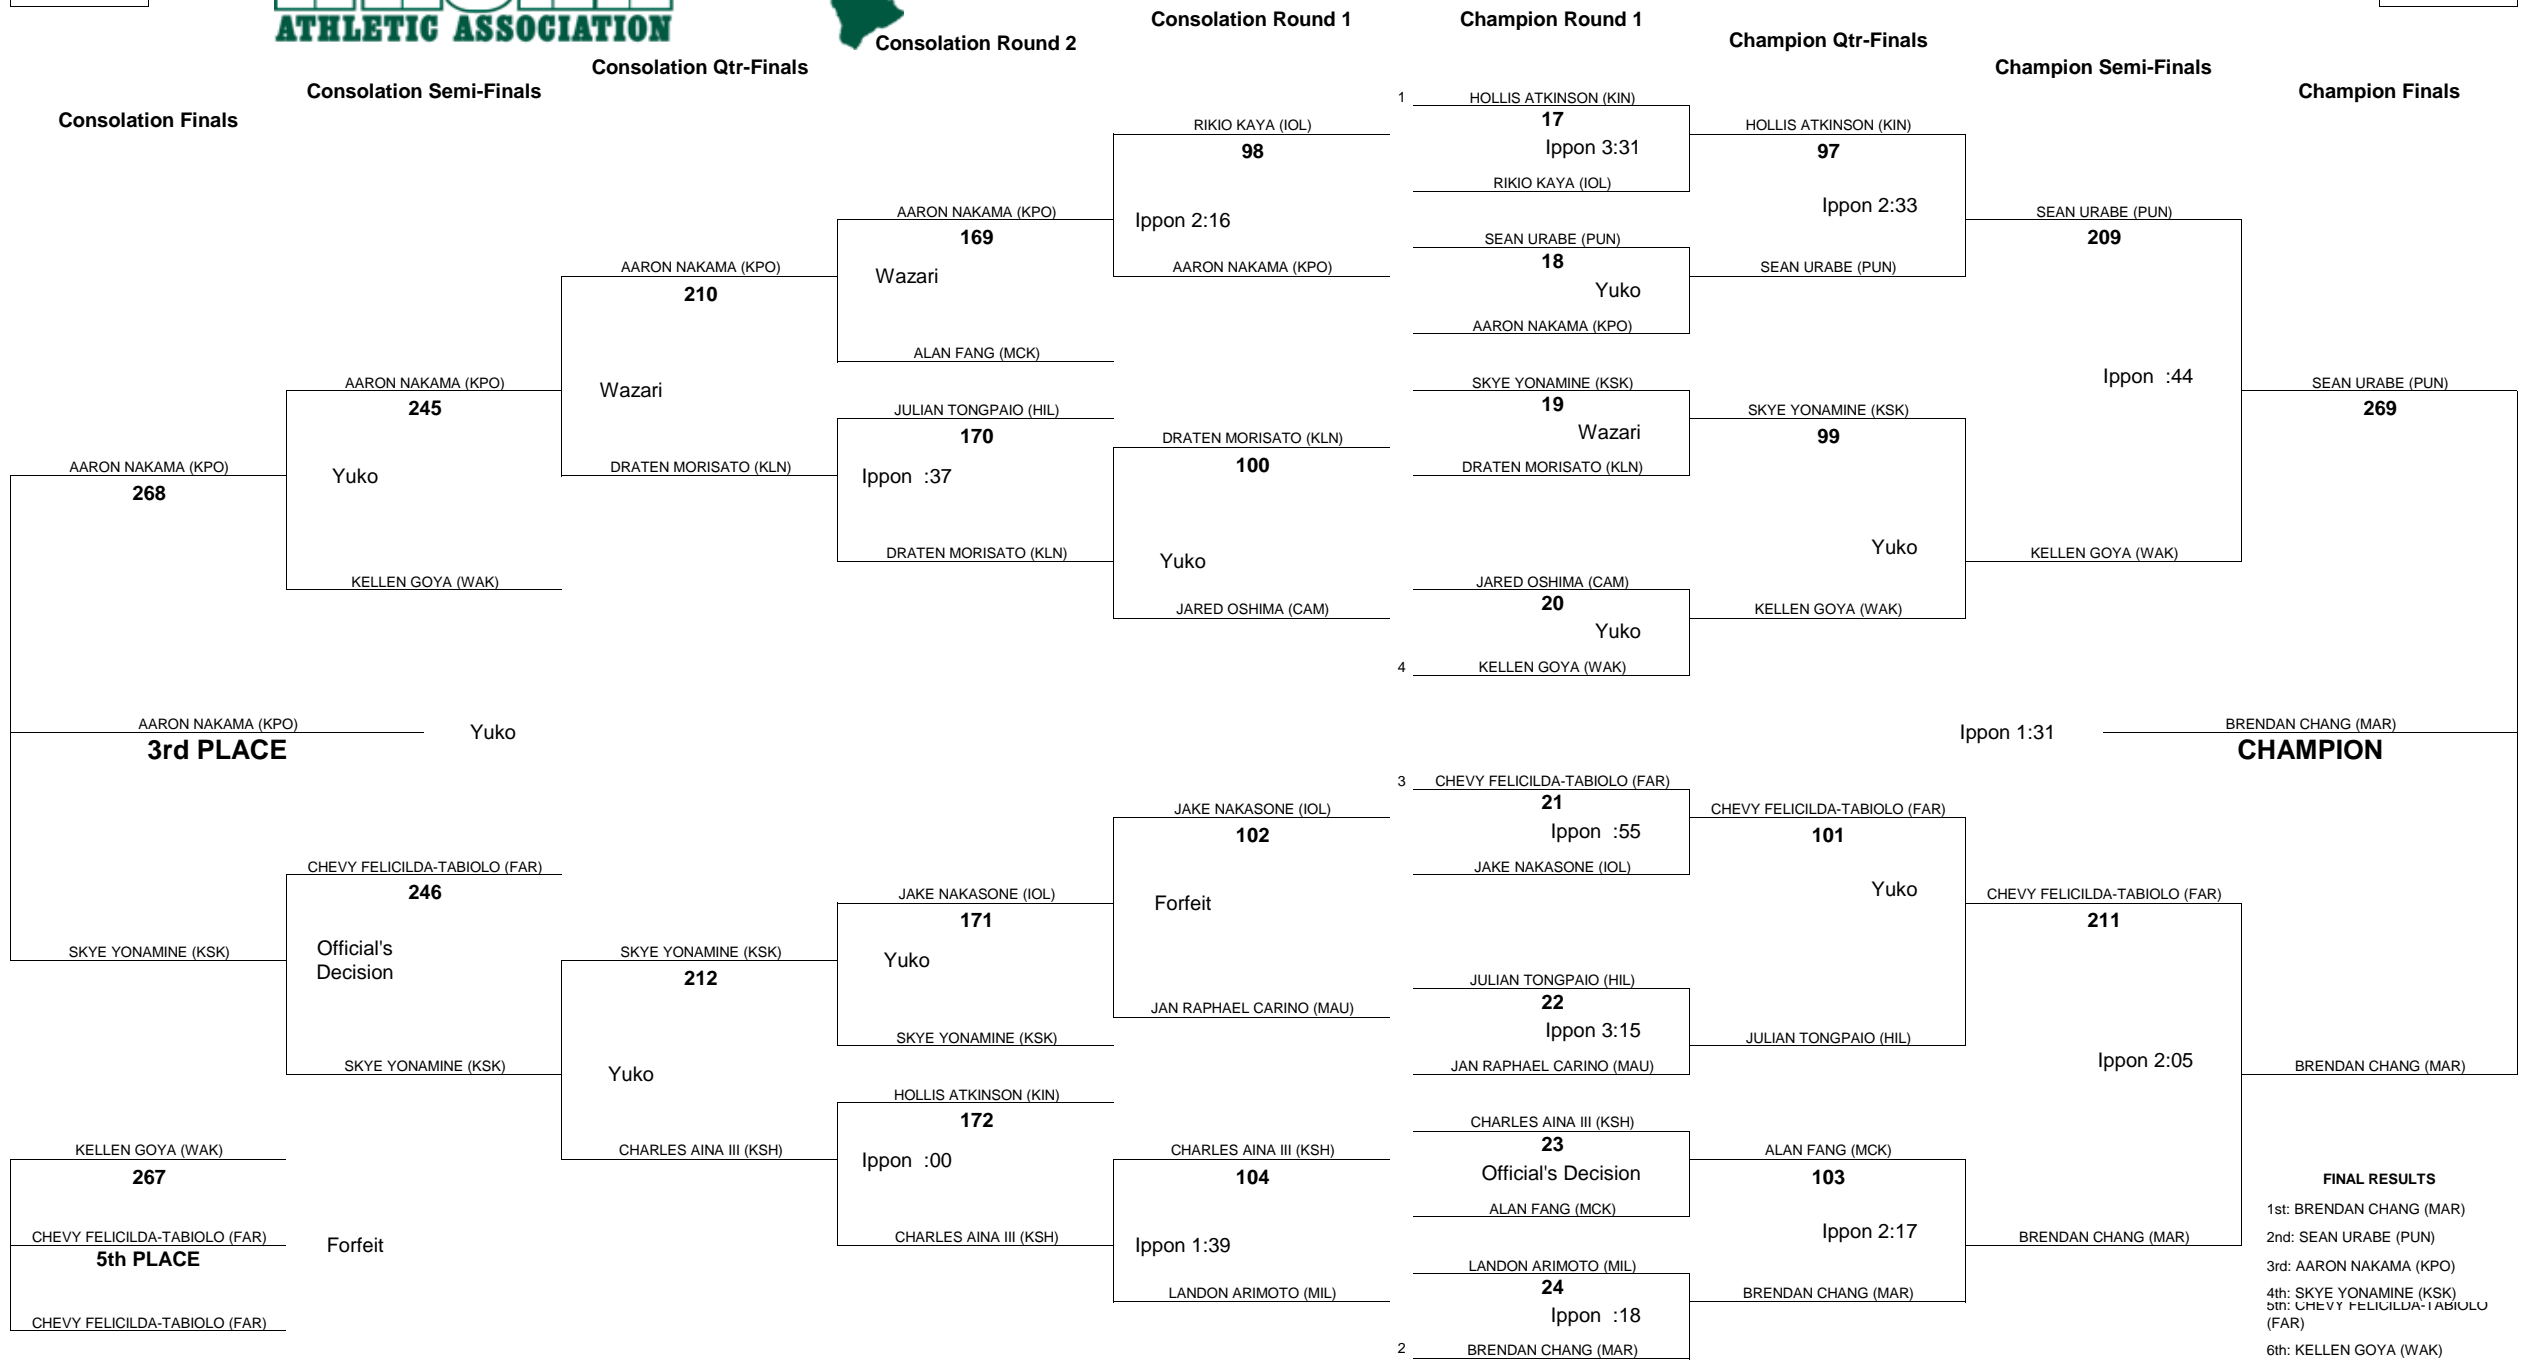 ATHLETIC ASSOCIATION
Consolation Finals
Consolation Semi-Finals
Consolation Qtr-Finals
Consolation Round 2
Consolation Round 1
Champion Round 1
Champion Qtr-Finals
Champion Semi-Finals
Champion Finals
AARON NAKAMA (KPO)
268
SKYE YONAMINE (KSK)
AARON NAKAMA (KPO)
3rd PLACE
Yuko
KELLEN GOYA (WAK)
267
CHEVY FELICILDA-TABIOLO (FAR)
5th PLACE
Forfeit
CHEVY FELICILDA-TABIOLO (FAR)
AARON NAKAMA (KPO)
245
Yuko
KELLEN GOYA (WAK)
CHEVY FELICILDA-TABIOLO (FAR)
246
Official's
Decision
SKYE YONAMINE (KSK)
AARON NAKAMA (KPO)
210
Wazari
DRATEN MORISATO (KLN)
SKYE YONAMINE (KSK)
212
Yuko
CHARLES AINA III (KSH)
AARON NAKAMA (KPO)
169
Wazari
ALAN FANG (MCK)
JULIAN TONGPAIO (HIL)
170
Ippon :37
DRATEN MORISATO (KLN)
JAKE NAKASONE (IOL)
171
Yuko
SKYE YONAMINE (KSK)
HOLLIS ATKINSON (KIN)
172
Ippon :00
CHARLES AINA III (KSH)
RIKIO KAYA (IOL)
98
Ippon 2:16
AARON NAKAMA (KPO)
DRATEN MORISATO (KLN)
100
Yuko
JARED OSHIMA (CAM)
JAKE NAKASONE (IOL)
102
Forfeit
JAN RAPHAEL CARINO (MAU)
CHARLES AINA III (KSH)
104
Ippon 1:39
LANDON ARIMOTO (MIL)
1 HOLLIS ATKINSON (KIN)
17
Ippon 3:31
RIKIO KAYA (IOL)
SEAN URABE (PUN)
18
Yuko
AARON NAKAMA (KPO)
SKYE YONAMINE (KSK)
19
Wazari
DRATEN MORISATO (KLN)
JARED OSHIMA (CAM)
20
Yuko
4 KELLEN GOYA (WAK)
3 CHEVY FELICILDA-TABIOLO (FAR)
21
Ippon :55
JAKE NAKASONE (IOL)
JULIAN TONGPAIO (HIL)
22
Ippon 3:15
JAN RAPHAEL CARINO (MAU)
CHARLES AINA III (KSH)
23
Official's Decision
ALAN FANG (MCK)
LANDON ARIMOTO (MIL)
24
Ippon :18
2 BRENDAN CHANG (MAR)
HOLLIS ATKINSON (KIN)
97
Ippon 2:33
SEAN URABE (PUN)
SKYE YONAMINE (KSK)
99
Yuko
KELLEN GOYA (WAK)
CHEVY FELICILDA-TABIOLO (FAR)
101
Yuko
JULIAN TONGPAIO (HIL)
ALAN FANG (MCK)
103
Ippon 2:17
BRENDAN CHANG (MAR)
SEAN URABE (PUN)
209
Ippon :44
KELLEN GOYA (WAK)
CHEVY FELICILDA-TABIOLO (FAR)
211
Ippon 2:05
BRENDAN CHANG (MAR)
SEAN URABE (PUN)
269
Ippon 1:31
BRENDAN CHANG (MAR)
CHAMPION
BRENDAN CHANG (MAR)
FINAL RESULTS
1st: BRENDAN CHANG (MAR)
2nd: SEAN URABE (PUN)
3rd: AARON NAKAMA (KPO)
4th: SKYE YONAMINE (KSK)
5th: CHEVY FELICILDA-TABIOLO
(FAR)
6th: KELLEN GOYA (WAK)